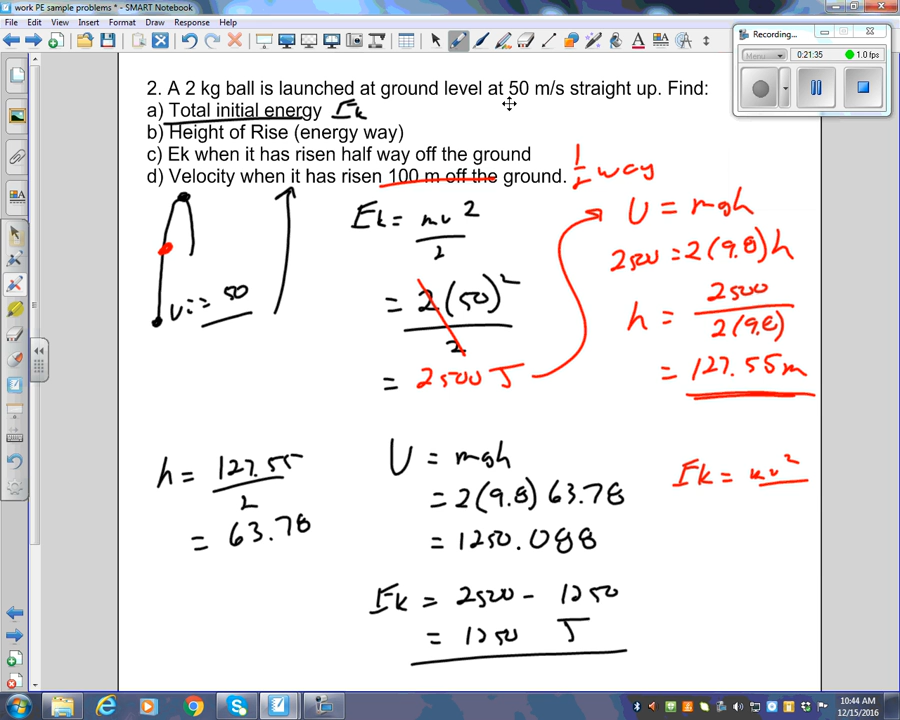 work PE sample problems * - SMART Notebook
File Edit View Insert Format Draw Response Help
Recording...
Menu
0:21:35
1.0 fps
2. A 2 kg ball is launched at ground level at 50 m/s straight up. Find:
a) Total initial energy Ek
b) Height of Rise (energy way)
c) Ek when it has risen half way off the ground
d) Velocity when it has risen 100 m off the ground. 1/2 way
vi = 50
Ek = mv²/2
= 2(50)²/2
= 2500 J
U = mgh
2500 = 2(9.8)h
h = 2500/2(9.8)
= 127.55m
h = 127.55/2
= 63.78
U = mgh
= 2(9.8) 63.78
= 1250.088
Ek = 2500 - 1250
= 1250 J
Ek = mv²
10:44 AM
12/15/2016